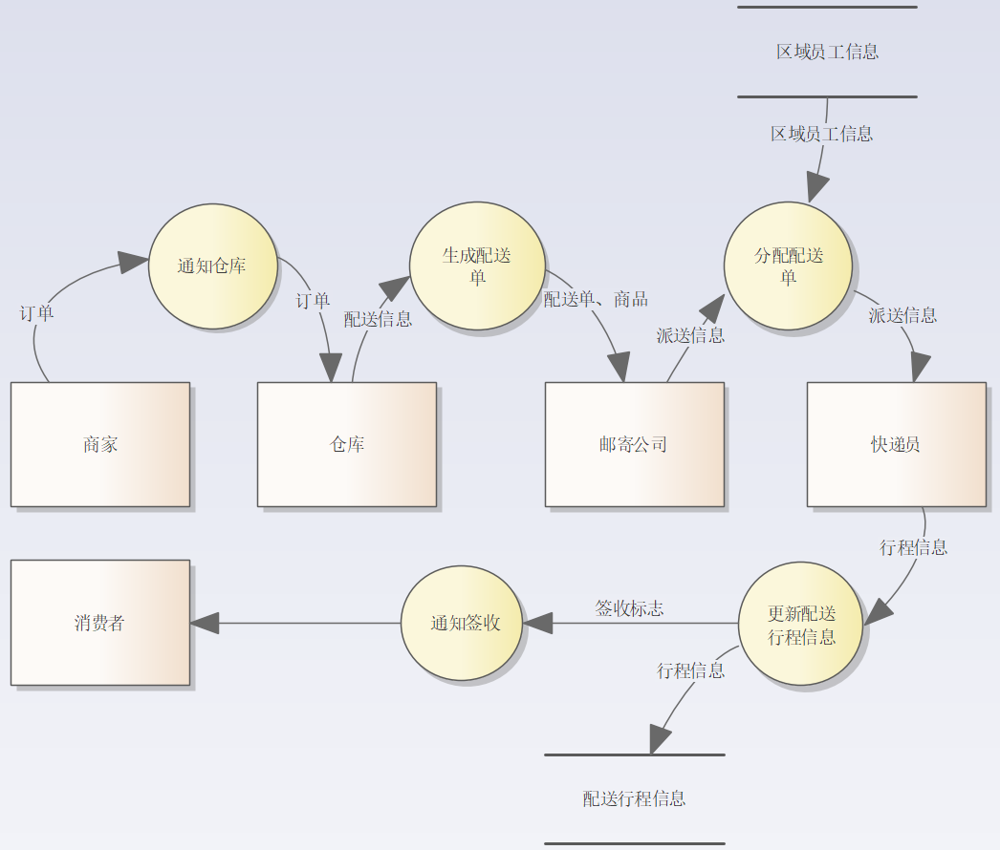 区域员工信息
区域员工信息
通知仓库
生成配送
单
分配配送
单
订单
订单
配送信息
配送单、商品
派送信息
派送信息
商家
仓库
邮寄公司
快递员
行程信息
消费者
通知签收
签收标志
更新配送
行程信息
行程信息
配送行程信息